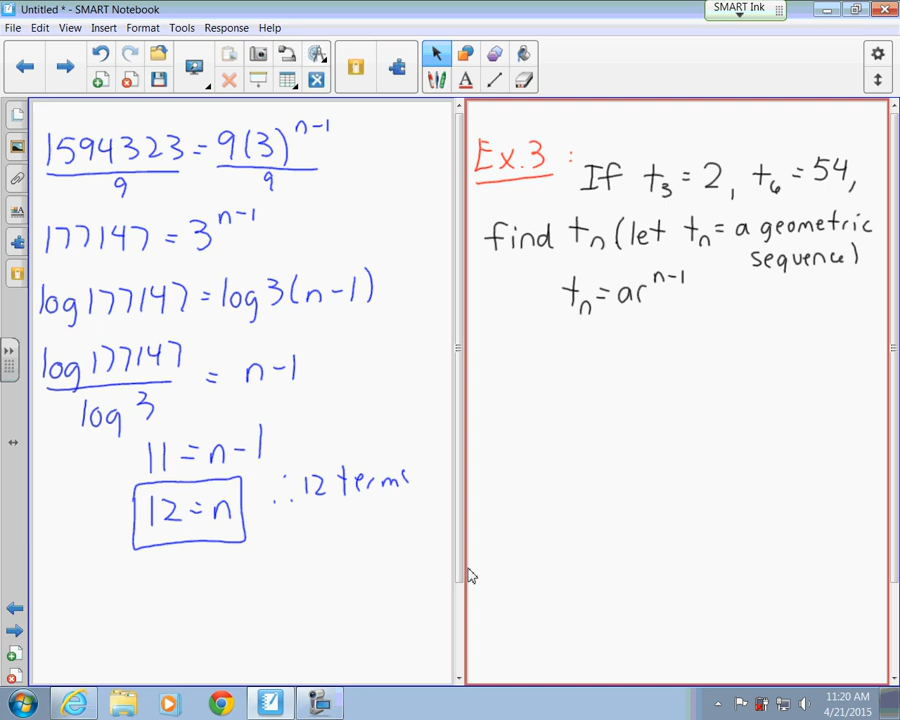 Untitled * - SMART Notebook
SMART Ink
File Edit View Insert Format Tools Response Help
1594323 = 9(3)^n-1
9 9
177147 = 3^n-1
log 177147 = log 3(n-1)
log 177147 = n-1
log 3
11 = n-1
12 = n ∴ 12 terms
Ex.3 : If t₃ = 2, t₆ = 54,
find tₙ (let tₙ = a geometric
sequence)
tₙ = ar^n-1
11:20 AM
4/21/2015